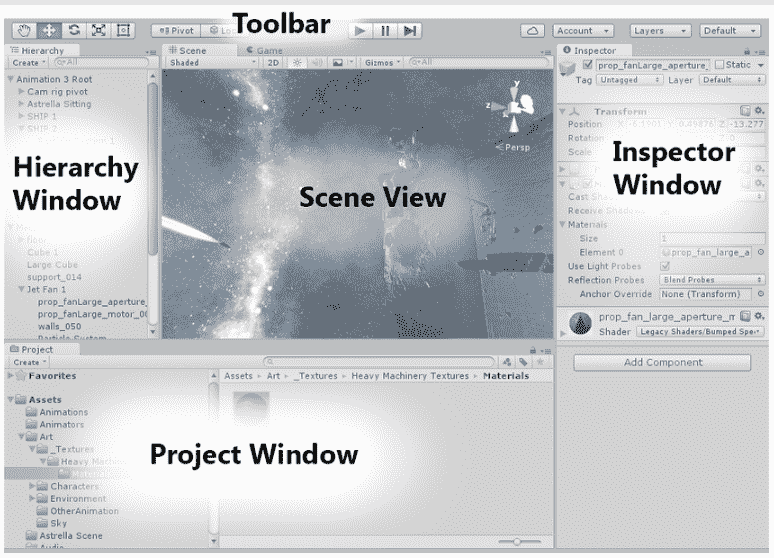 Toolbar
Pivot
Account
Layers
Default
Hierarchy
Create
All
Animation 3 Root
Cam rig pivot
Astrella Sitting
SHIP 1
SHIP 2
Hierarchy
Window
Cube 1
Large Cube
support_014
Jet Fan 1
prop_fanLarge_aperture_
prop_fanLarge_motor_00
walls_050
Particle System
Scene
Game
Shaded
2D
Gizmos
All
Y
Z
Persp
Scene View
Inspector
prop_fanLarge_aperture_
Static
Tag Untagged
Layer Default
Transform
Position
Z -13.277
Rotation
Scale
Inspector
Window
Cast Sha
Receive Shadows
Materials
Size 1
Element 0 prop_fan_large_a
Use Light Probes
Reflection Probes Blend Probes
Anchor Override None (Transform)
prop_fan_large_aperture_m
Shader Legacy Shaders/Bumped Spe
Add Component
Project
Create
Favorites
Assets
Animations
Animators
Art
_Textures
Heavy Machin
Characters
Environment
OtherAnimation
Sky
Astrella Scene
Audio
Assets Art _Textures Heavy Machinery Textures Materials
Project Window